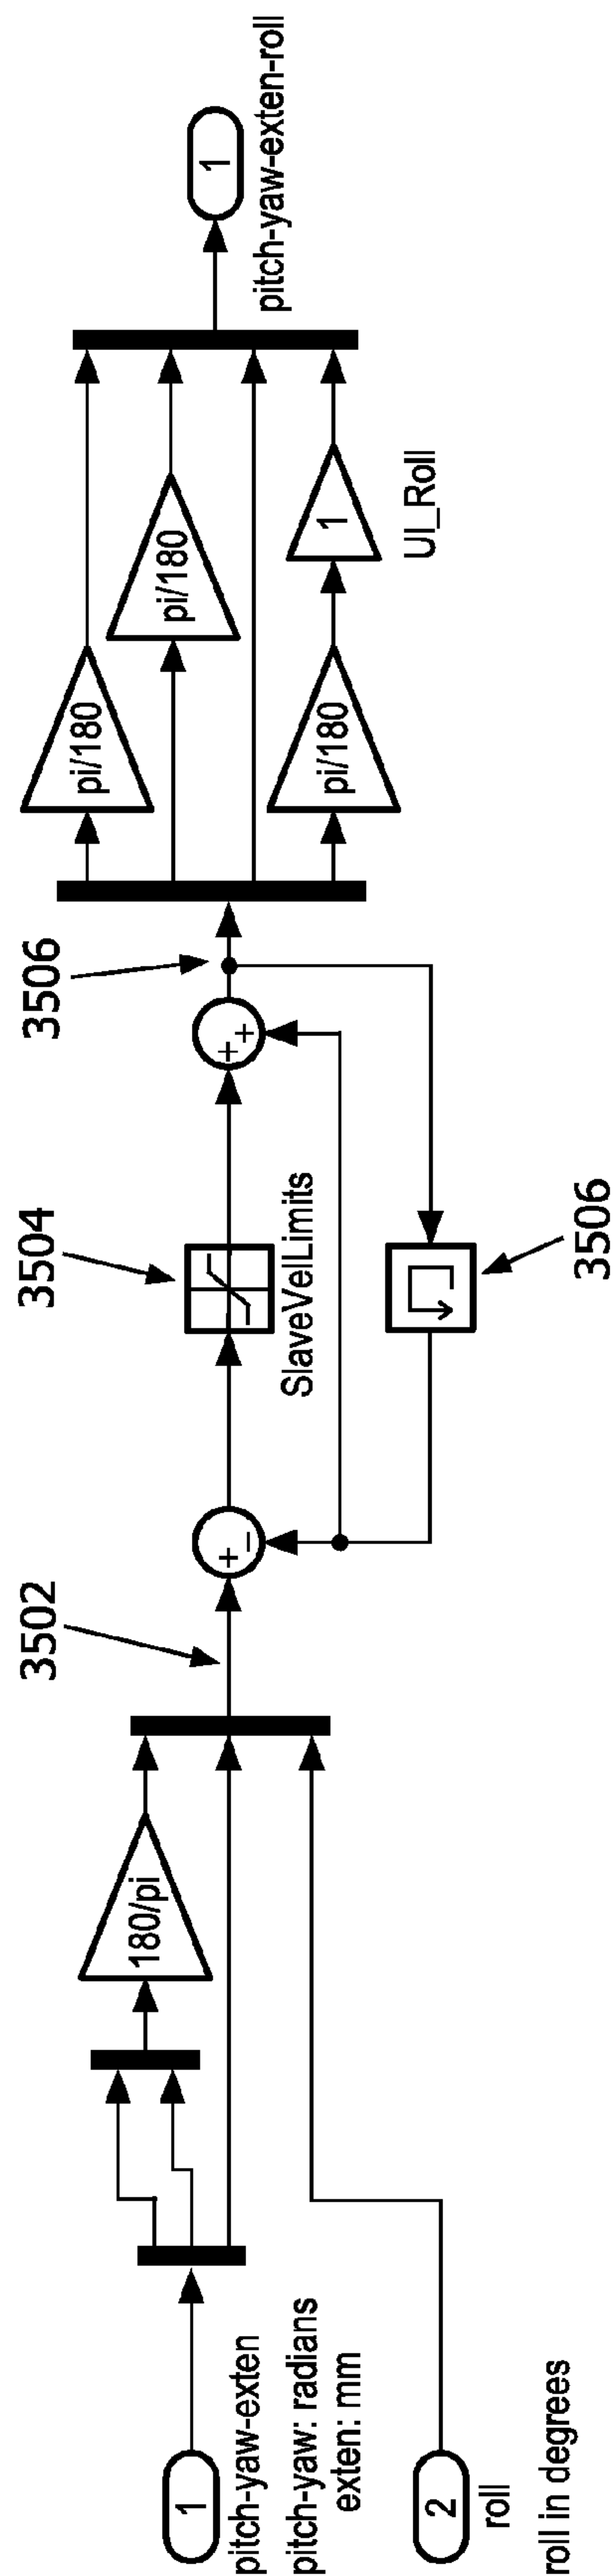 1
pitch-yaw-exten
pitch-yaw: radians
exten: mm
2
roll
roll in degrees
180/pi
3502
+
−
3504
SlaveVelLimits
3506
+
+
3506
pi/180
pi/180
pi/180
1
UI_Roll
1
pitch-yaw-exten-roll